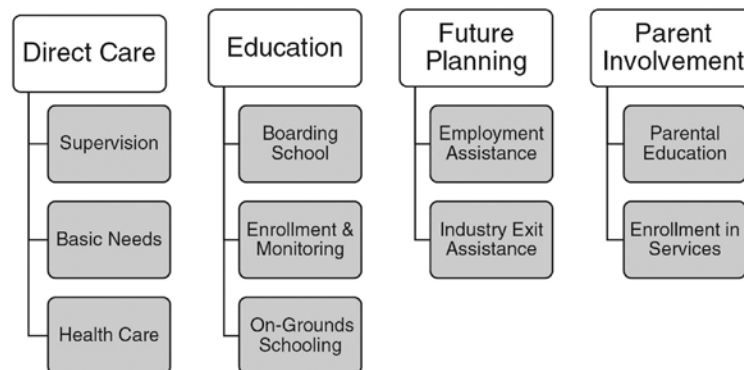 Direct Care
Supervision
Basic Needs
Health Care
Education
Boarding
School
Enrollment &
Monitoring
On-Grounds
Schooling
Future
Planning
Employment
Assistance
Industry Exit
Assistance
Parent
Involvement
Parental
Education
Enrollment in
Services